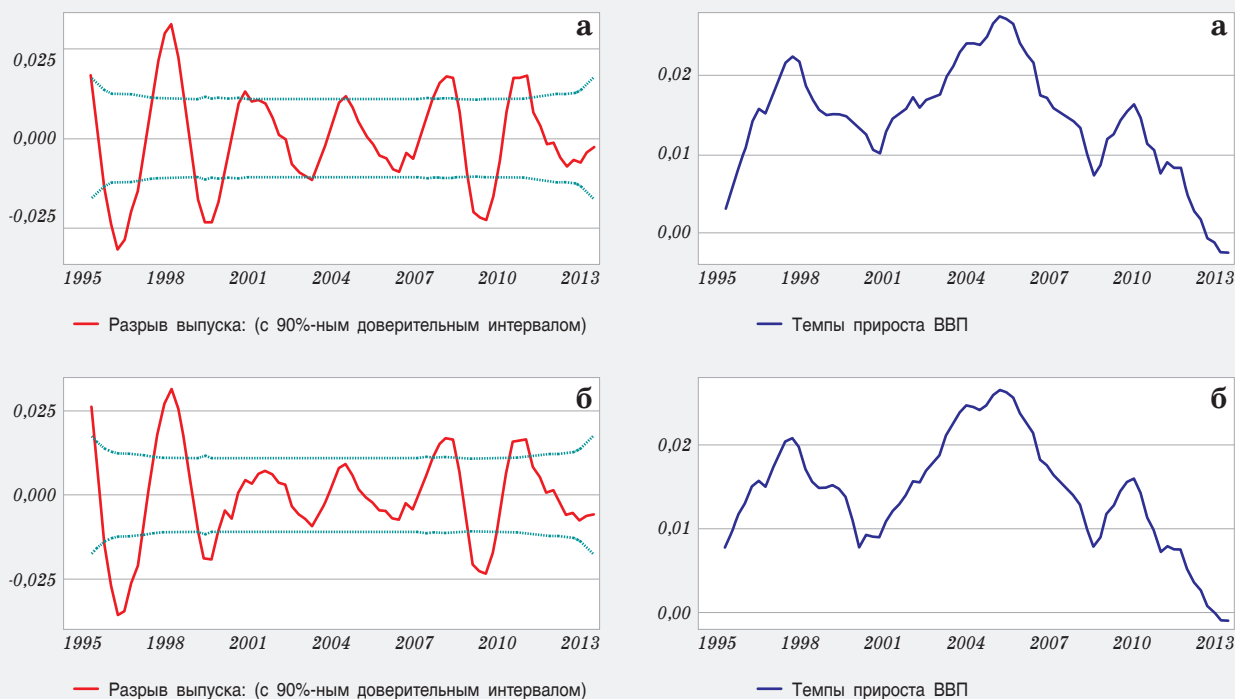 а
0,025
0,000
-0,025
1995 1998 2001 2004 2007 2010 2013
Разрыв выпуска: (с 90%-ным доверительным интервалом)
а
0,02
0,01
0,00
1995 1998 2001 2004 2007 2010 2013
Темпы прироста ВВП
б
0,025
0,000
-0,025
1995 1998 2001 2004 2007 2010 2013
Разрыв выпуска: (с 90%-ным доверительным интервалом)
б
0,02
0,01
0,00
1995 1998 2001 2004 2007 2010 2013
Темпы прироста ВВП